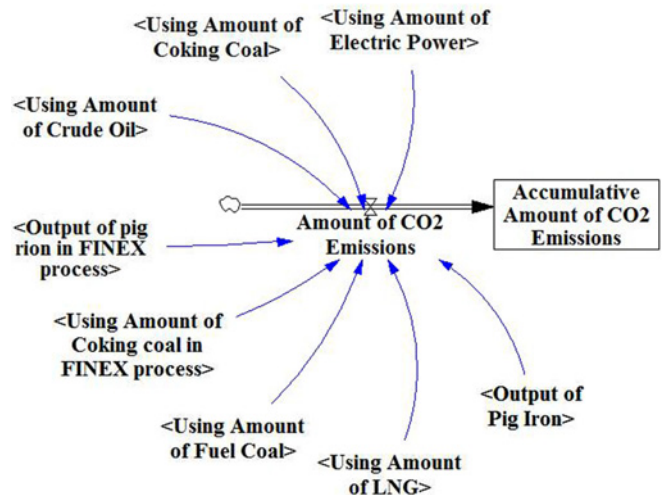 <Using Amount of
Coking Coal>
<Using Amount of
Electric Power>
<Using Amount
of Crude Oil>
Accumulative
Amount of CO2
Emissions
Amount of CO2
Emissions
<Output of pig
rion in FINEX
process>
<Using Amount of
Coking coal in
FINEX process>
<Output of
Pig Iron>
<Using Amount
of Fuel Coal>
<Using Amount
of LNG>